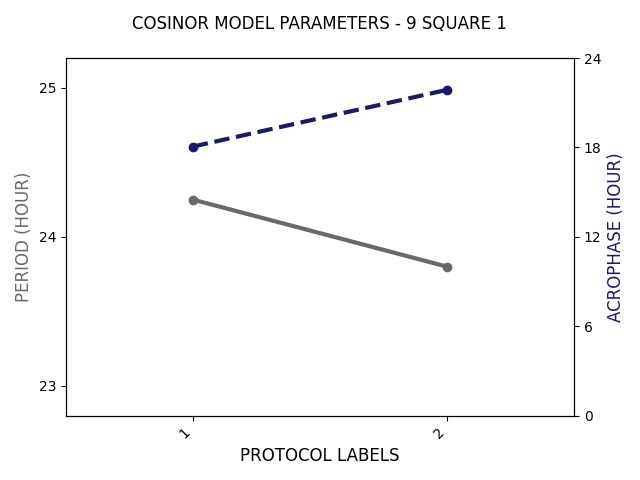 COSINOR MODEL PARAMETERS - 9 SQUARE 1
25
24
23
PERIOD (HOUR)
24
18
12
6
0
ACROPHASE (HOUR)
1
2
PROTOCOL LABELS